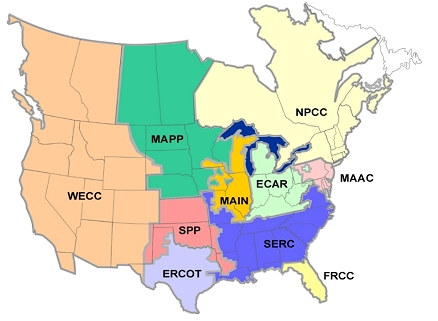 NPCC
MAPP
MAAC
ECAR
WECC
MAIN
SPP
SERC
ERCOT
FRCC